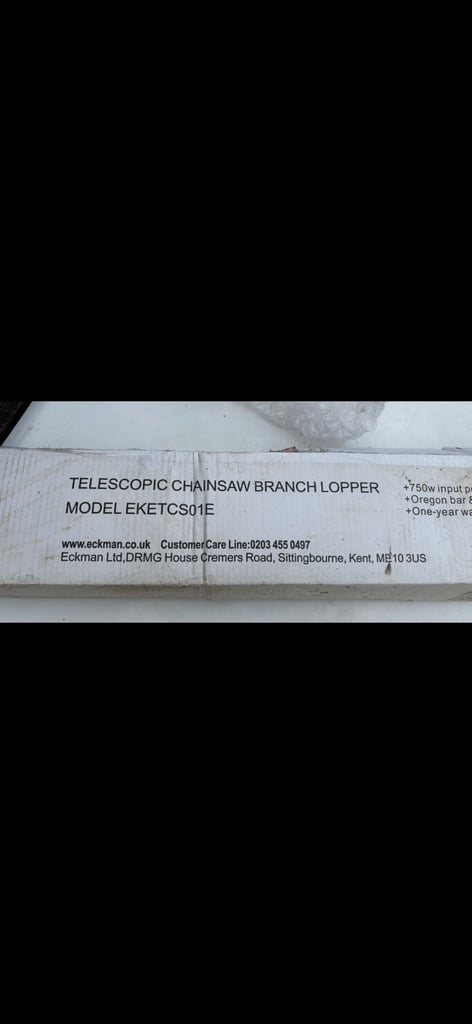 TELESCOPIC CHAINSAW BRANCH LOPPER
MODEL EKETCS01E
www.eckman.co.uk Customer Care Line:0203 455 0497
Eckman Ltd,DRMG House Cremers Road, Sittingbourne, Kent, ME10 3US
+750w input
+Oregon bar
+One-year